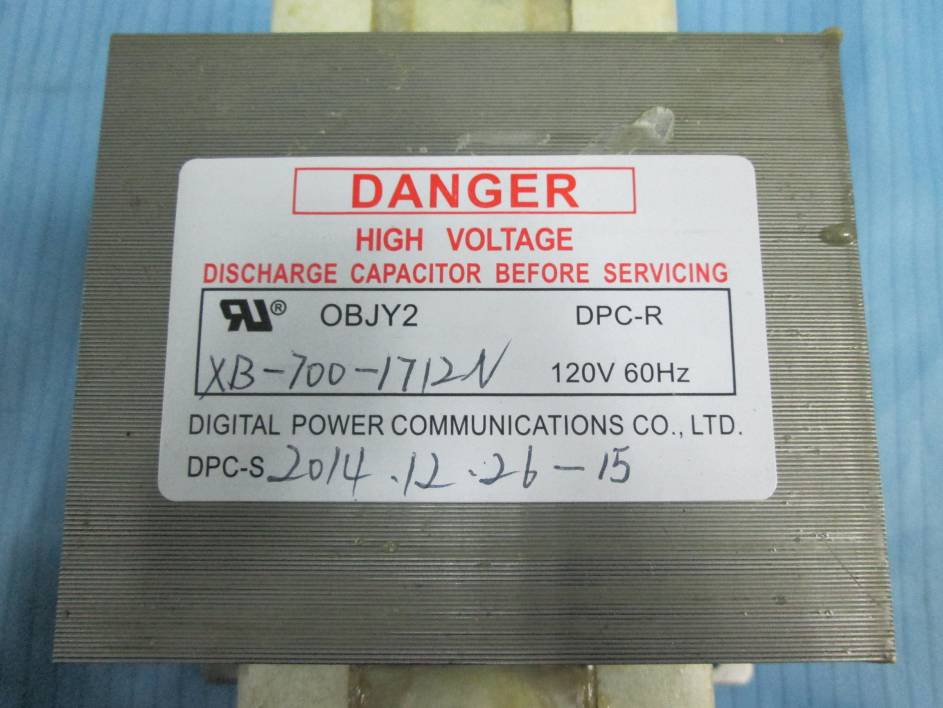 DANGER
HIGH VOLTAGE
DISCHARGE CAPACITOR BEFORE SERVICING
RU® OBJY2 DPC-R
XB-700-1712N 120V 60Hz
DIGITAL POWER COMMUNICATIONS CO., LTD.
DPC-S 2014.12.26-15